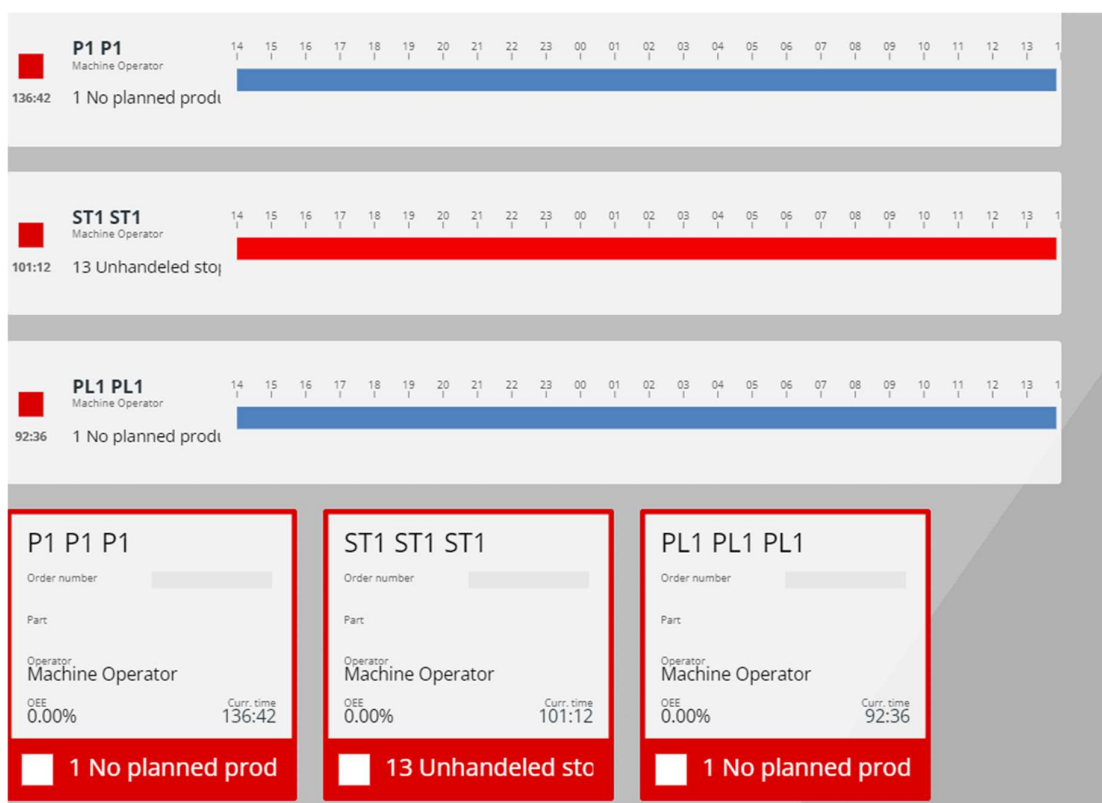 P1 P1
Machine Operator
14 15 16 17 18 19 20 21 22 23 00 01 02 03 04 05 06 07 08 09 10 11 12 13 1
136:42 1 No planned produ
ST1 ST1
Machine Operator
14 15 16 17 18 19 20 21 22 23 00 01 02 03 04 05 06 07 08 09 10 11 12 13 1
101:12 13 Unhandeled stop
PL1 PL1
Machine Operator
14 15 16 17 18 19 20 21 22 23 00 01 02 03 04 05 06 07 08 09 10 11 12 13 1
92:36 1 No planned produ
P1 P1 P1
Order number
Part
Operator
Machine Operator
OEE Curr. time
0.00% 136:42
1 No planned prod
ST1 ST1 ST1
Order number
Part
Operator
Machine Operator
OEE Curr. time
0.00% 101:12
13 Unhandeled sto
PL1 PL1 PL1
Order number
Part
Operator
Machine Operator
OEE Curr. time
0.00% 92:36
1 No planned prod